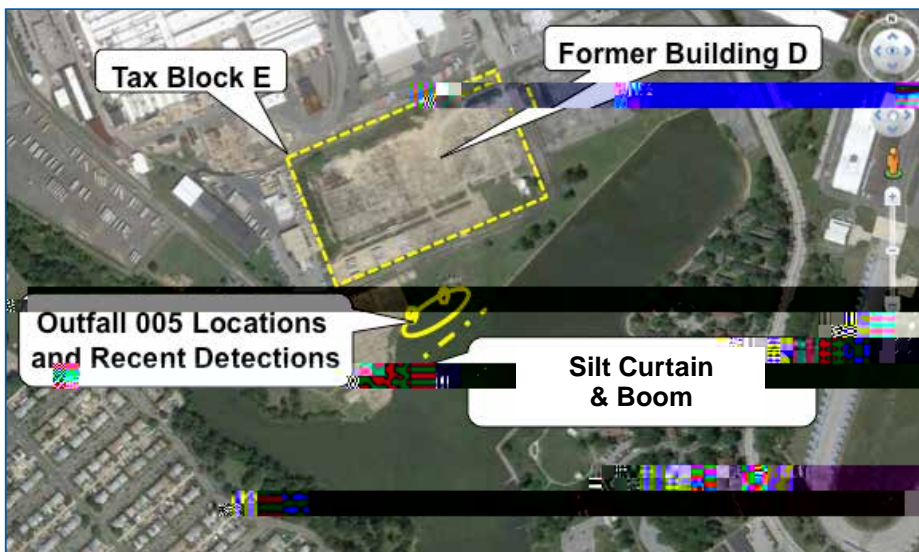 Tax Block E
Former Building D
N
Outfall 005 Locations
and Recent Detections
Silt Curtain
& Boom